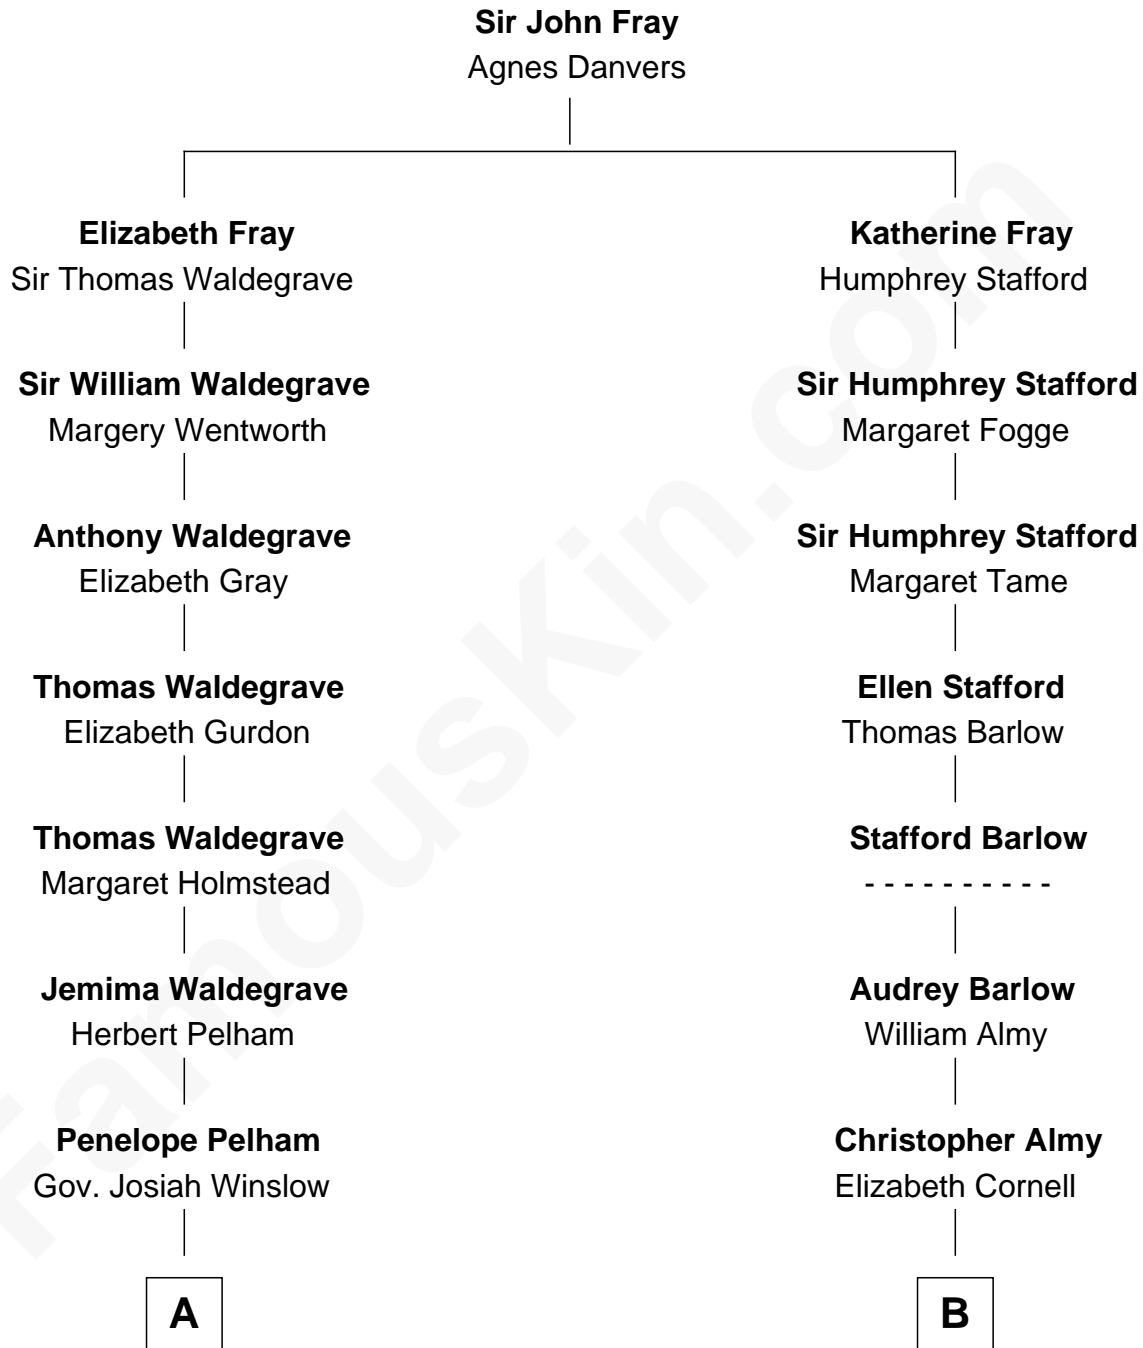 Sir John Fray
Agnes Danvers
Elizabeth Fray
Sir Thomas Waldegrave
Katherine Fray
Humphrey Stafford
Sir William Waldegrave
Margery Wentworth
Sir Humphrey Stafford
Margaret Fogge
Anthony Waldegrave
Elizabeth Gray
Sir Humphrey Stafford
Margaret Tame
Thomas Waldegrave
Elizabeth Gurdon
Ellen Stafford
Thomas Barlow
Thomas Waldegrave
Margaret Holmstead
Stafford Barlow
- - - - - - - - - -
Jemima Waldegrave
Herbert Pelham
Audrey Barlow
William Almy
Penelope Pelham
Gov. Josiah Winslow
Christopher Almy
Elizabeth Cornell
A
B
FamousKin.com